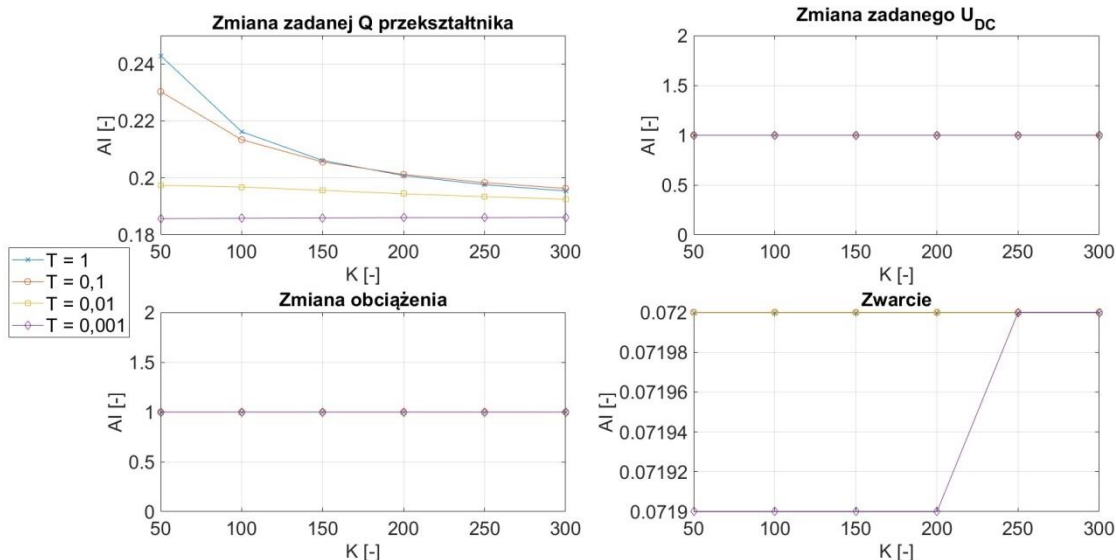 Zmiana zadanej Q przekształtnika
0.24
0.22
0.2
0.18
AI [-]
50 100 150 200 250 300
K [-]
Zmiana zadanego U_DC
2
1.5
1
0.5
0
AI [-]
50 100 150 200 250 300
K [-]
T = 1
T = 0,1
T = 0,01
T = 0,001
Zmiana obciążenia
2
1.5
1
0.5
0
AI [-]
50 100 150 200 250 300
K [-]
Zwarcie
0.072
0.07198
0.07196
0.07194
0.07192
0.0719
AI [-]
50 100 150 200 250 300
K [-]